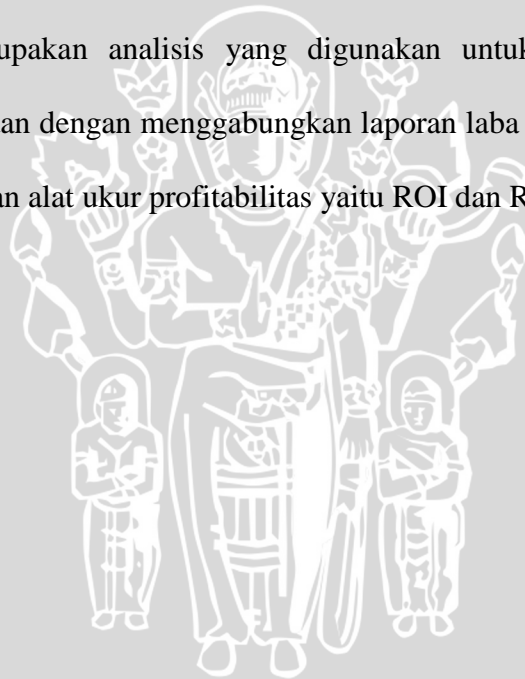 upakan analisis yang digunakan untuk
an dengan menggabungkan laporan laba
an alat ukur profitabilitas yaitu ROI dan R